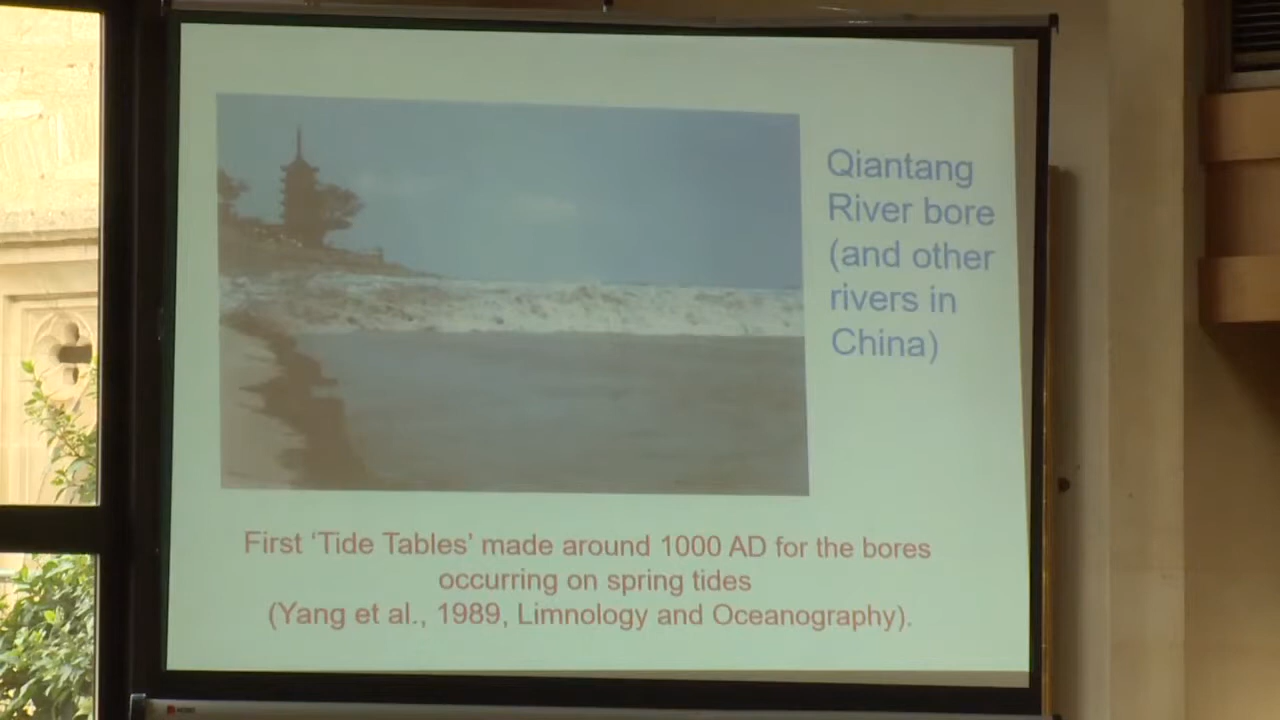 Qiantang
River bore
(and other
rivers in
China)
First ‘Tide Tables’ made around 1000 AD for the bores
occurring on spring tides
(Yang et al., 1989, Limnology and Oceanography).